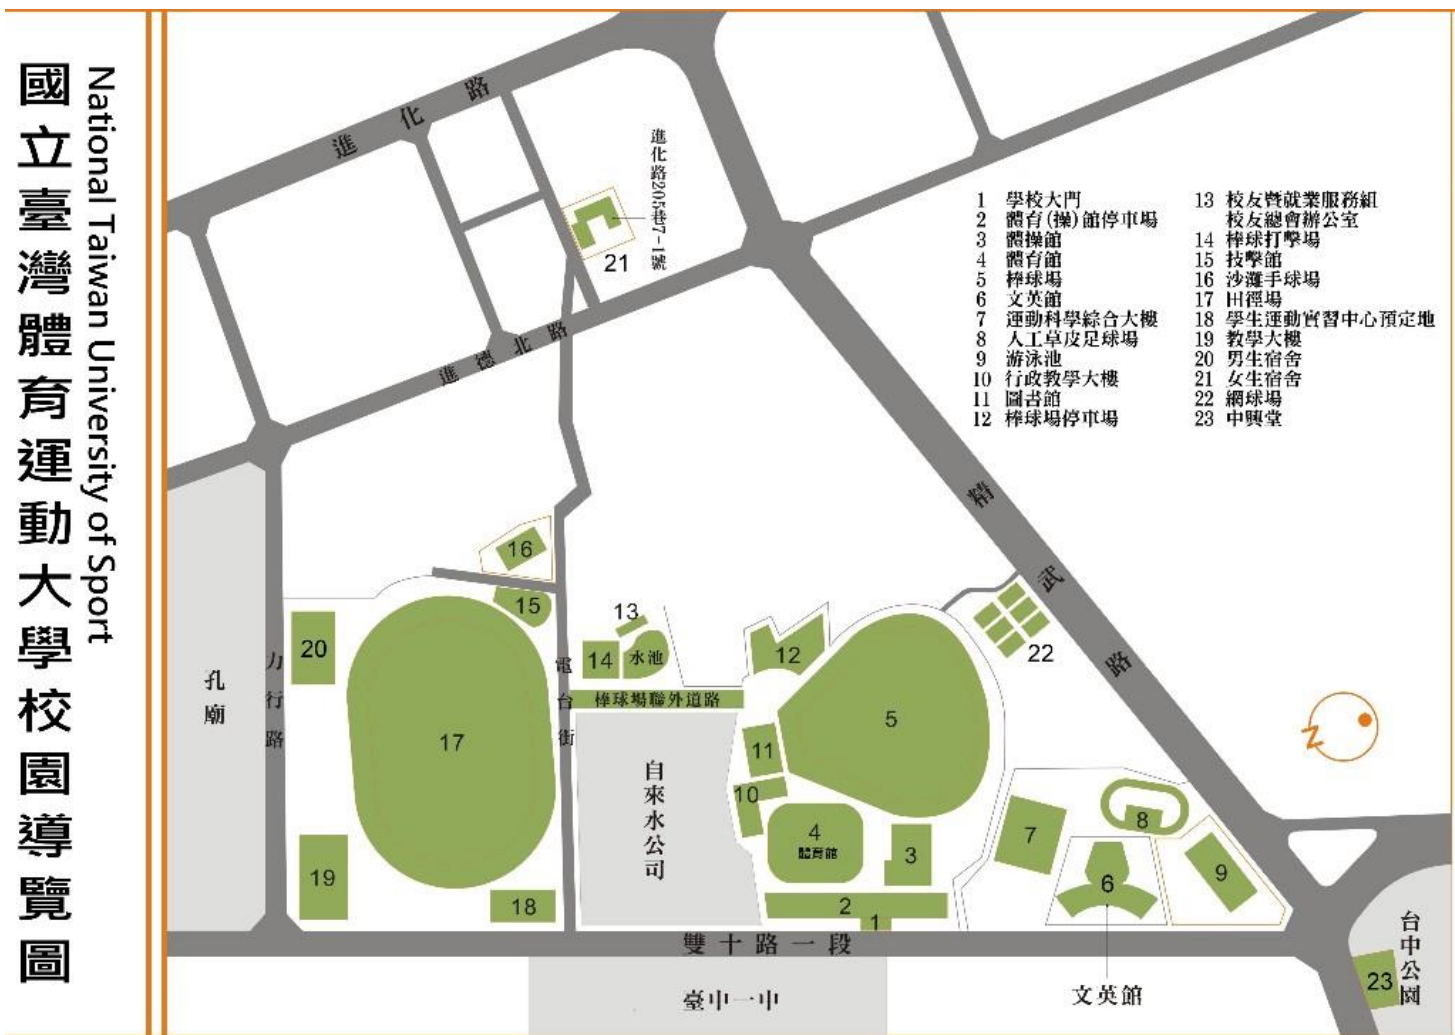 國立臺灣體育運動大學校園導覽圖
National Taiwan University of Sport
進化路
進化路205巷7-1號
21
進德北路
1 學校大門
2 體育(操)館停車場
3 體操館
4 體育館
5 棒球場
6 文英館
7 運動科學綜合大樓
8 人工草皮足球場
9 游泳池
10 行政教學大樓
11 圖書館
12 棒球場停車場
13 校友暨就業服務組
校友總會辦公室
14 棒球打擊場
15 技擊館
16 沙灘手球場
17 田徑場
18 學生運動實習中心預定地
19 教學大樓
20 男生宿舍
21 女生宿舍
22 網球場
23 中興堂
精武路
16
15
13
20
14
水池
12
22
孔廟
力行路
電台街
棒球場聯外道路
5
17
11
自來水公司
10
4
體育館
3
7
8
9
6
19
18
2
1
雙十路一段
臺中一中
文英館
台中公園
23
N